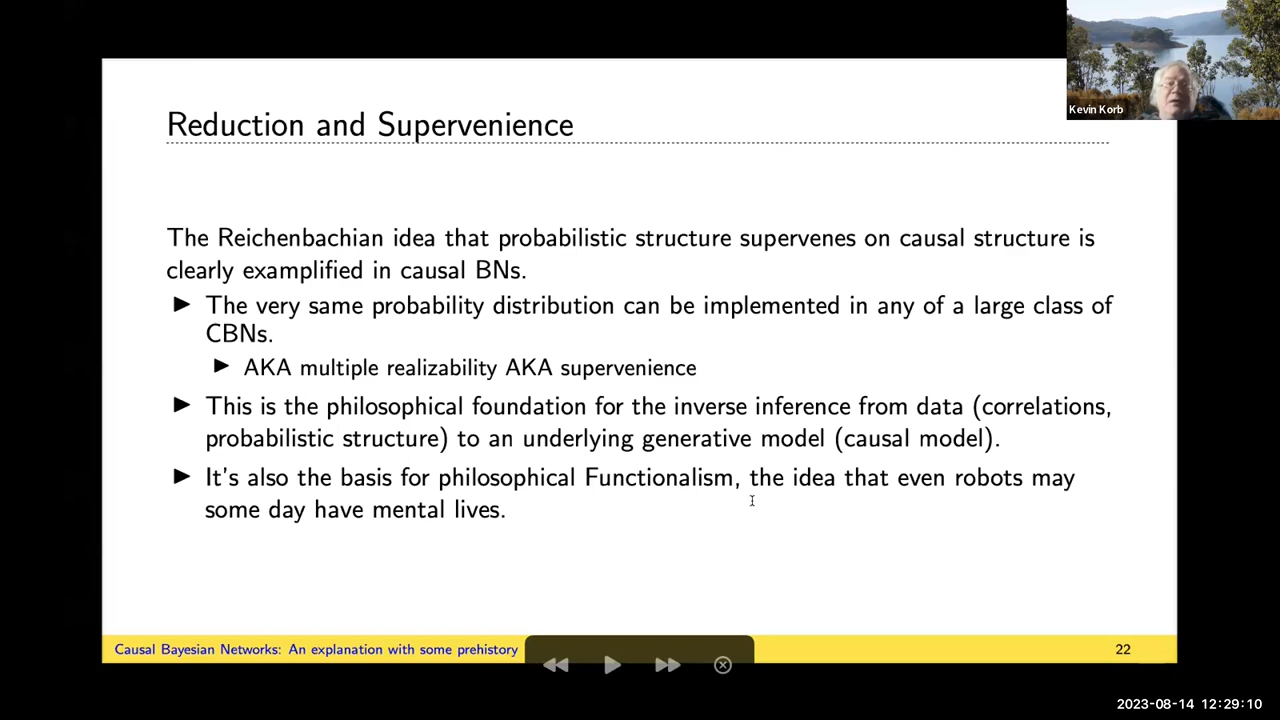 Kevin Korb
Reduction and Supervenience
The Reichenbachian idea that probabilistic structure supervenes on causal structure is
clearly examplified in causal BNs.
▶ The very same probability distribution can be implemented in any of a large class of
CBNs.
▶ AKA multiple realizability AKA supervenience
▶ This is the philosophical foundation for the inverse inference from data (correlations,
probabilistic structure) to an underlying generative model (causal model).
▶ It's also the basis for philosophical Functionalism, the idea that even robots may
some day have mental lives.
Causal Bayesian Networks: An explanation with some prehistory
22
2023-08-14 12:29:10